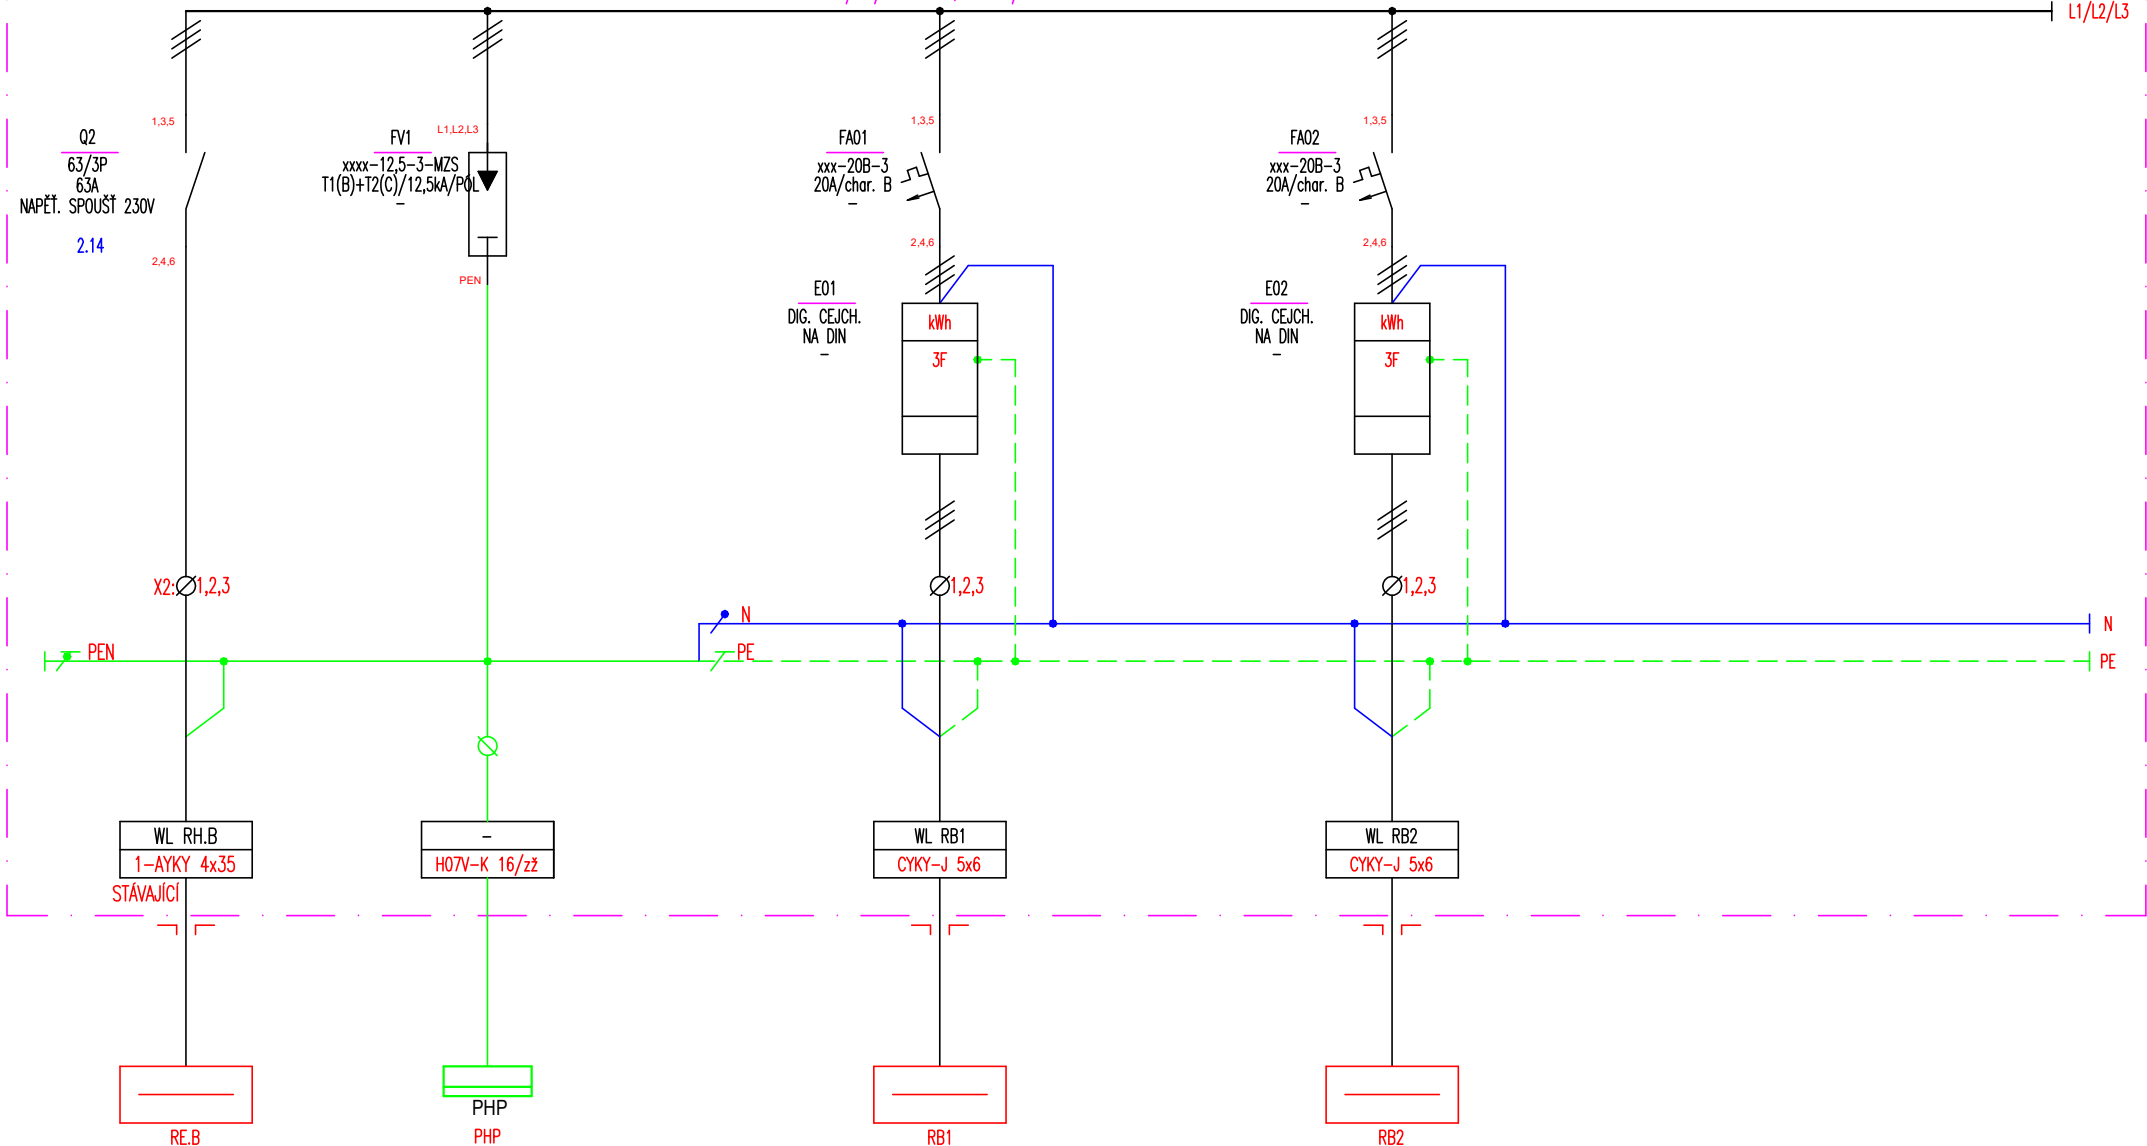 L1/L2/L3
1,3,5
Q2
63/3P
63A
NAPĚŤ. SPOUŠŤ 230V
2.14
2,4,6
L1,L2,L3
FV1
xxxx-12,5-3-MZS
T1(B)+T2(C)/12,5kA/PÓL
-
PEN
1,3,5
FA01
xxx-20B-3
20A/char. B
-
2,4,6
1,3,5
FA02
xxx-20B-3
20A/char. B
-
2,4,6
E01
DIG. CEJCH.
NA DIN
-
kWh
3F
E02
DIG. CEJCH.
NA DIN
-
kWh
3F
X2: 1,2,3
1,2,3
1,2,3
N
N
PEN
PE
PE
WL RH.B
1-AYKY 4x35
STÁVAJÍCÍ
-
H07V-K 16/zž
WL RB1
CYKY-J 5x6
WL RB2
CYKY-J 5x6
RE.B
PHP
PHP
RB1
RB2